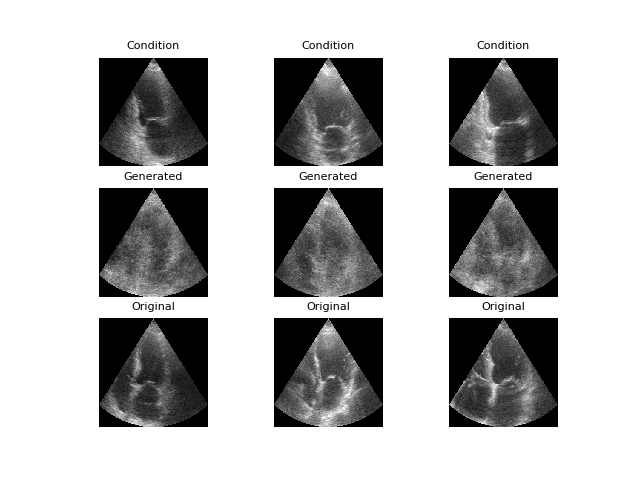 Condition Condition Condition
Generated Generated Generated
Original Original Original